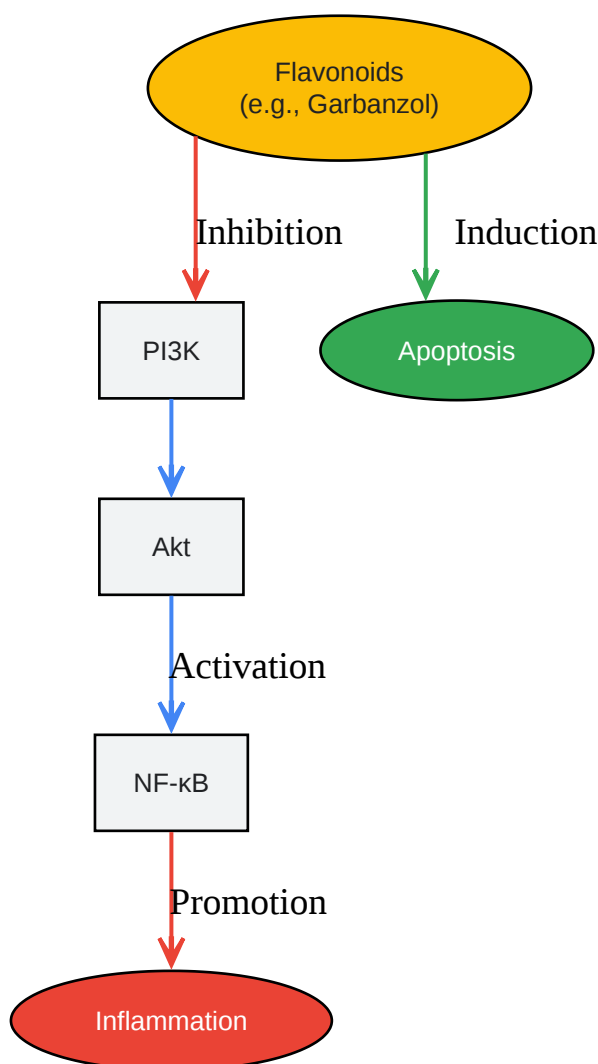 Flavonoids
(e.g., Garbanzol)
Inhibition
Induction
PI3K
Apoptosis
Akt
Activation
NF-κB
Promotion
Inflammation